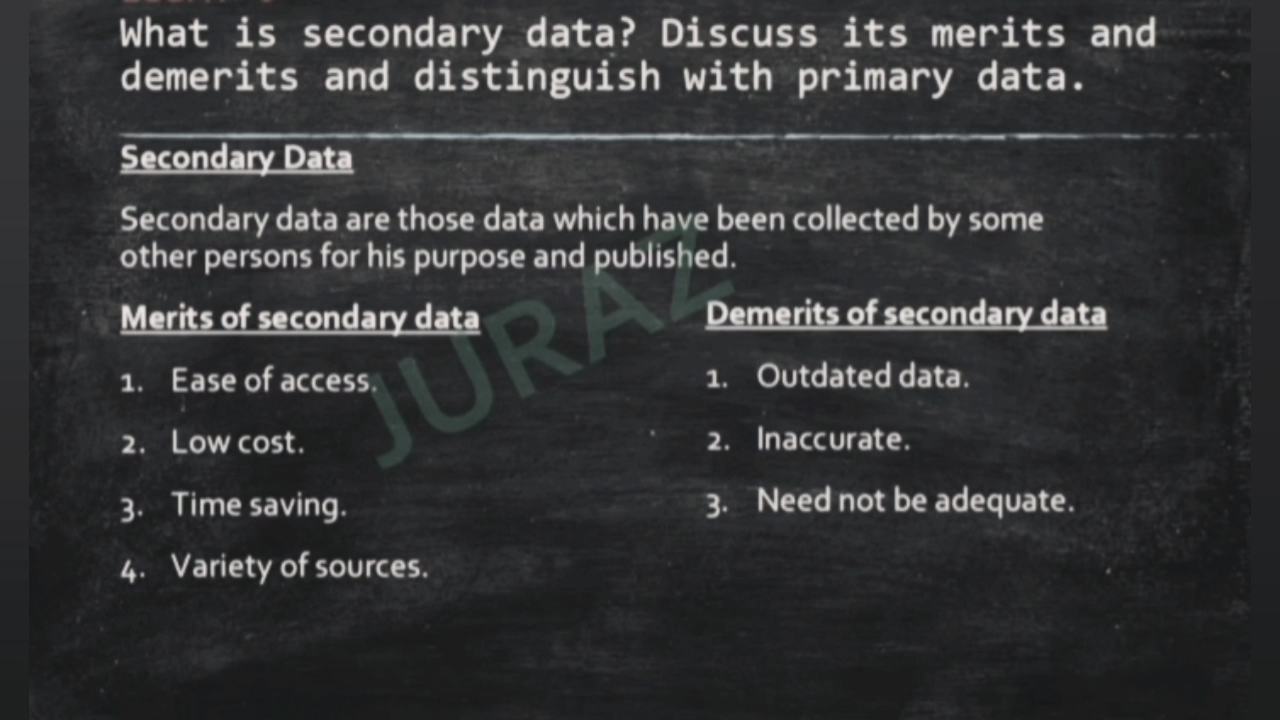 What is secondary data? Discuss its merits and
demerits and distinguish with primary data.
Secondary Data
Secondary data are those data which have been collected by some
other persons for his purpose and published.
Merits of secondary data
1. Ease of access.
2. Low cost.
3. Time saving.
4. Variety of sources.
Demerits of secondary data
1. Outdated data.
2. Inaccurate.
3. Need not be adequate.
JURAZ